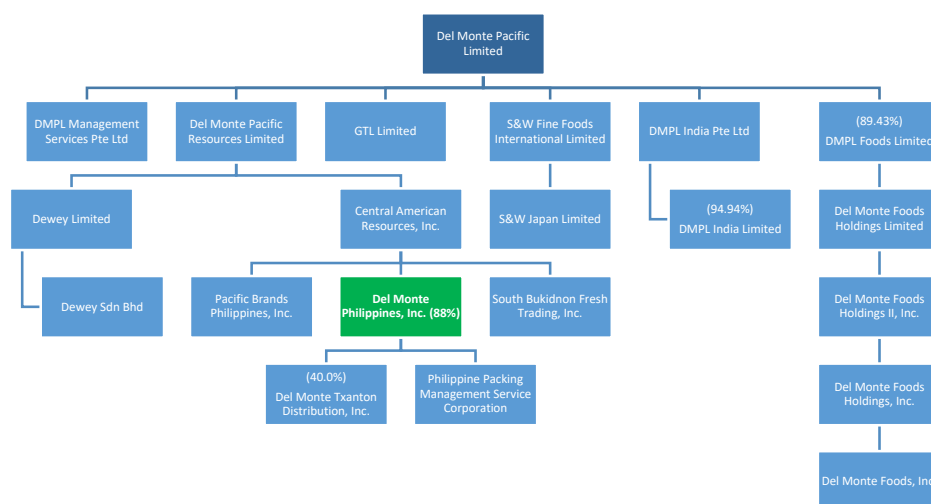 Del Monte Pacific
Limited
DMPL Management
Services Pte Ltd
Del Monte Pacific
Resources Limited
GTL Limited
S&W Fine Foods
International Limited
DMPL India Pte Ltd
(89.43%)
DMPL Foods Limited
Dewey Limited
Central American
Resources, Inc.
S&W Japan Limited
(94.94%)
DMPL India Limited
Del Monte Foods
Holdings Limited
Dewey Sdn Bhd
Pacific Brands
Philippines, Inc.
Del Monte
Philippines, Inc. (88%)
South Bukidnon Fresh
Trading, Inc.
Del Monte Foods
Holdings II, Inc.
(40.0%)
Del Monte Txanton
Distribution, Inc.
Philippine Packing
Management Service
Corporation
Del Monte Foods
Holdings, Inc.
Del Monte Foods, Inc